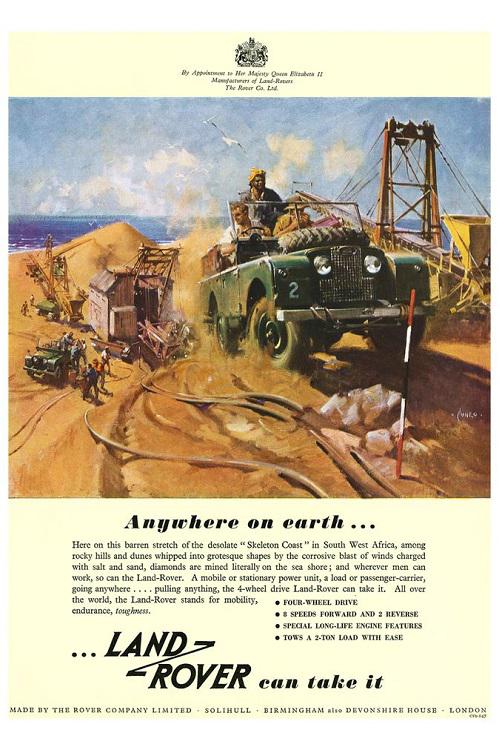 By Appointment to Her Majesty Queen Elizabeth II
Manufacturers of Land-Rovers
The Rover Co. Ltd.
2
CUNEO
Anywhere on earth ...
Here on this barren stretch of the desolate "Skeleton Coast" in South West Africa, among
rocky hills and dunes whipped into grotesque shapes by the corrosive blast of winds charged
with salt and sand, diamonds are mined literally on the sea shore; and wherever men can
work, so can the Land-Rover. A mobile or stationary power unit, a load or passenger-carrier,
going anywhere . . . . pulling anything, the 4-wheel drive Land-Rover can take it. All over
the world, the Land-Rover stands for mobility,
endurance, toughness.
● FOUR-WHEEL DRIVE
● 8 SPEEDS FORWARD AND 2 REVERSE
● SPECIAL LONG-LIFE ENGINE FEATURES
● TOWS A 2-TON LOAD WITH EASE
... LAND-
-ROVER can take it
MADE BY THE ROVER COMPANY LIMITED · SOLIHULL · BIRMINGHAM also DEVONSHIRE HOUSE · LONDON